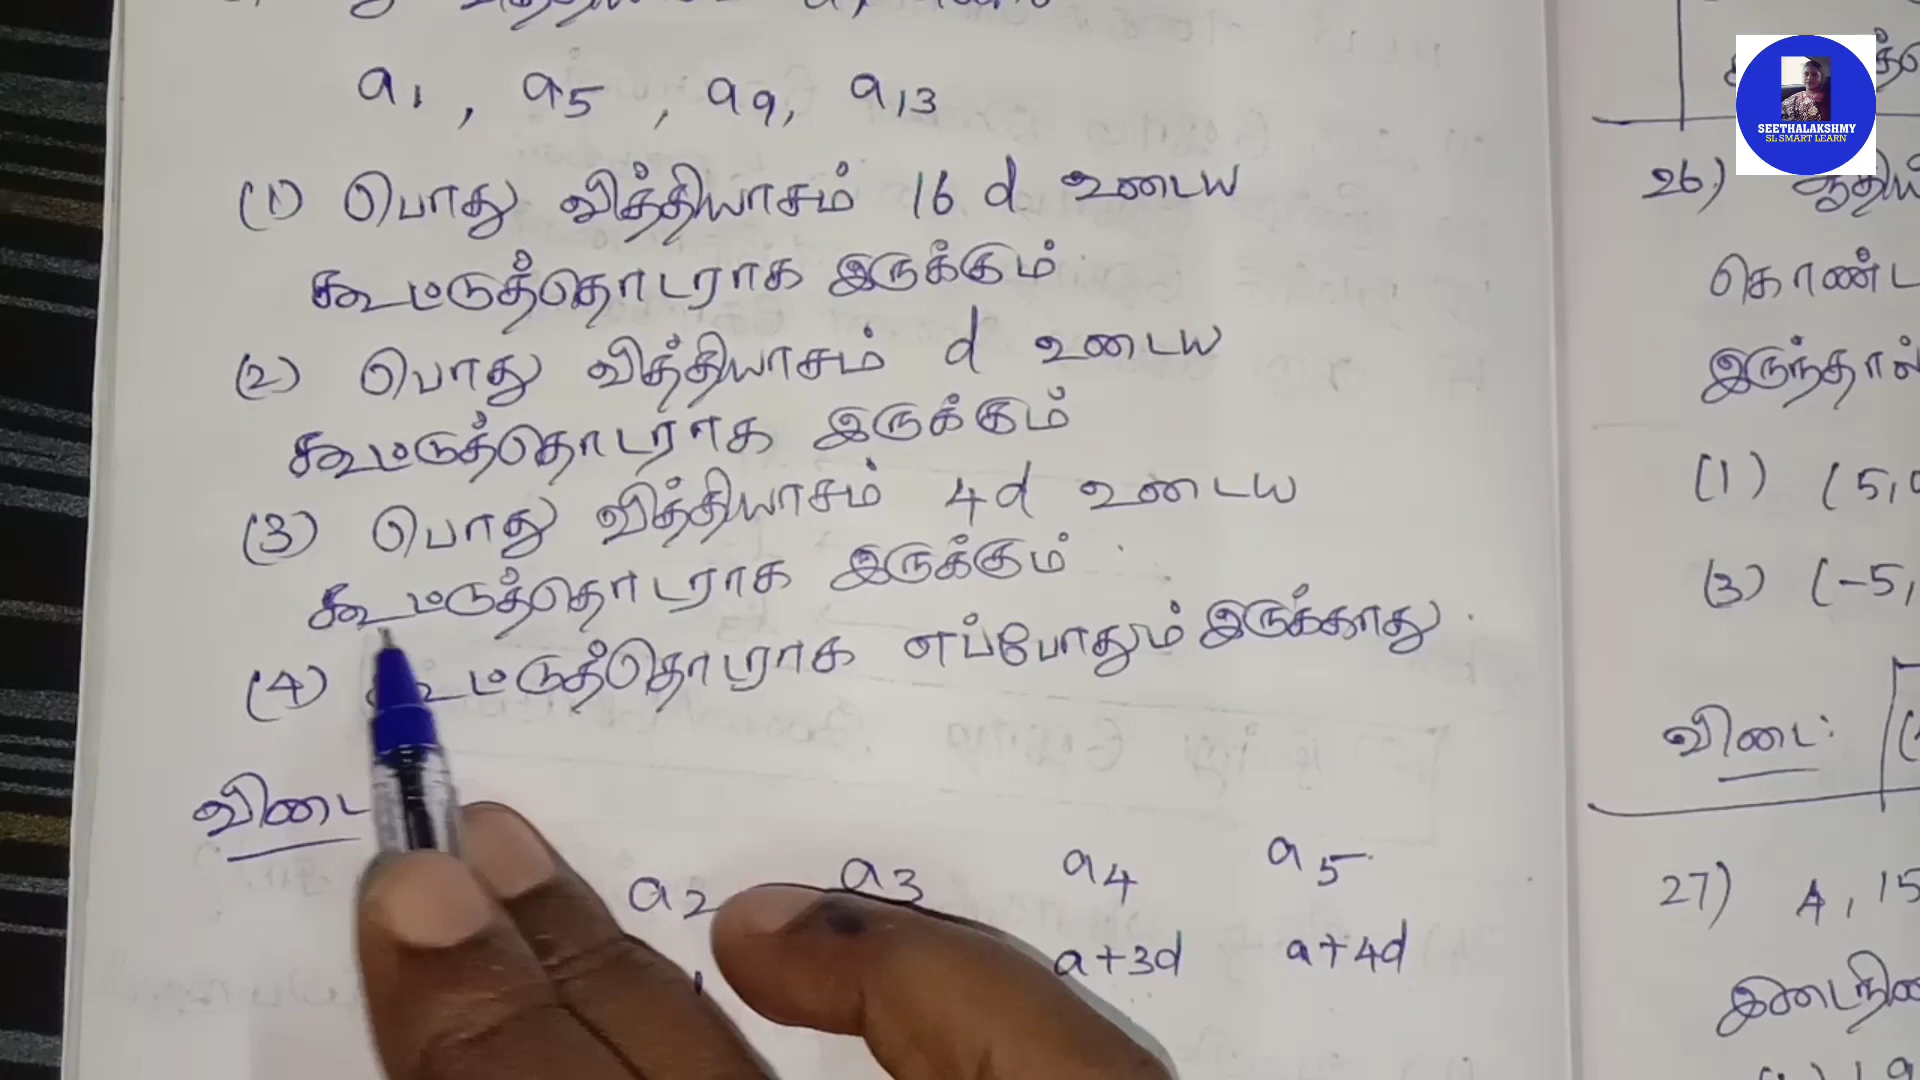 a1 , a5 , a9, a13
(1) பொது வித்தியாசம் 16 d உடைய
கூட்டுத்தொடராக இருக்கும்
(2) பொது வித்தியாசம் d உடைய
கூட்டுத்தொடராக இருக்கும்
(3) பொது வித்தியாசம் 4d உடைய
கூட்டுத்தொடராக இருக்கும்
(4) கூட்டுத்தொடராக எப்போதும் இருக்காது.
விடை
a2 a3 a4 a5
a+3d a+4d
SEETHALAKSHMY
SL SMART LEARN
26)
இருந்தால்
(1) (5,
(3) (-5,
விடை:
27) 4, 15